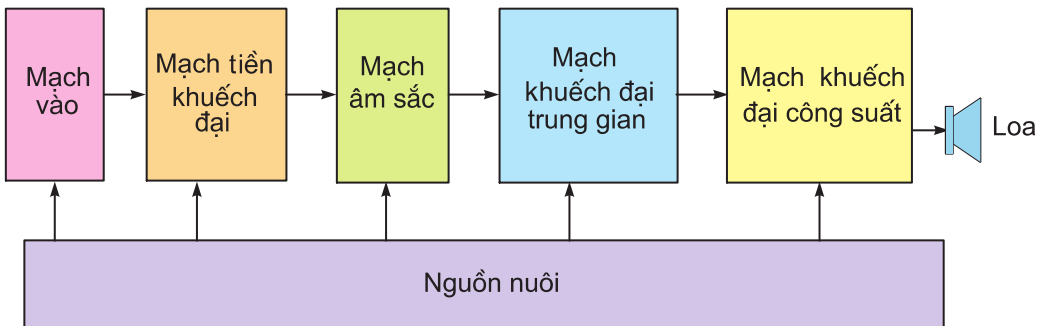 Mạch
vào
Mạch tiền
khuếch
đại
Mạch
âm sắc
Mạch
khuếch đại
trung gian
Mạch khuếch
đại công suất
Loa
Nguồn nuôi